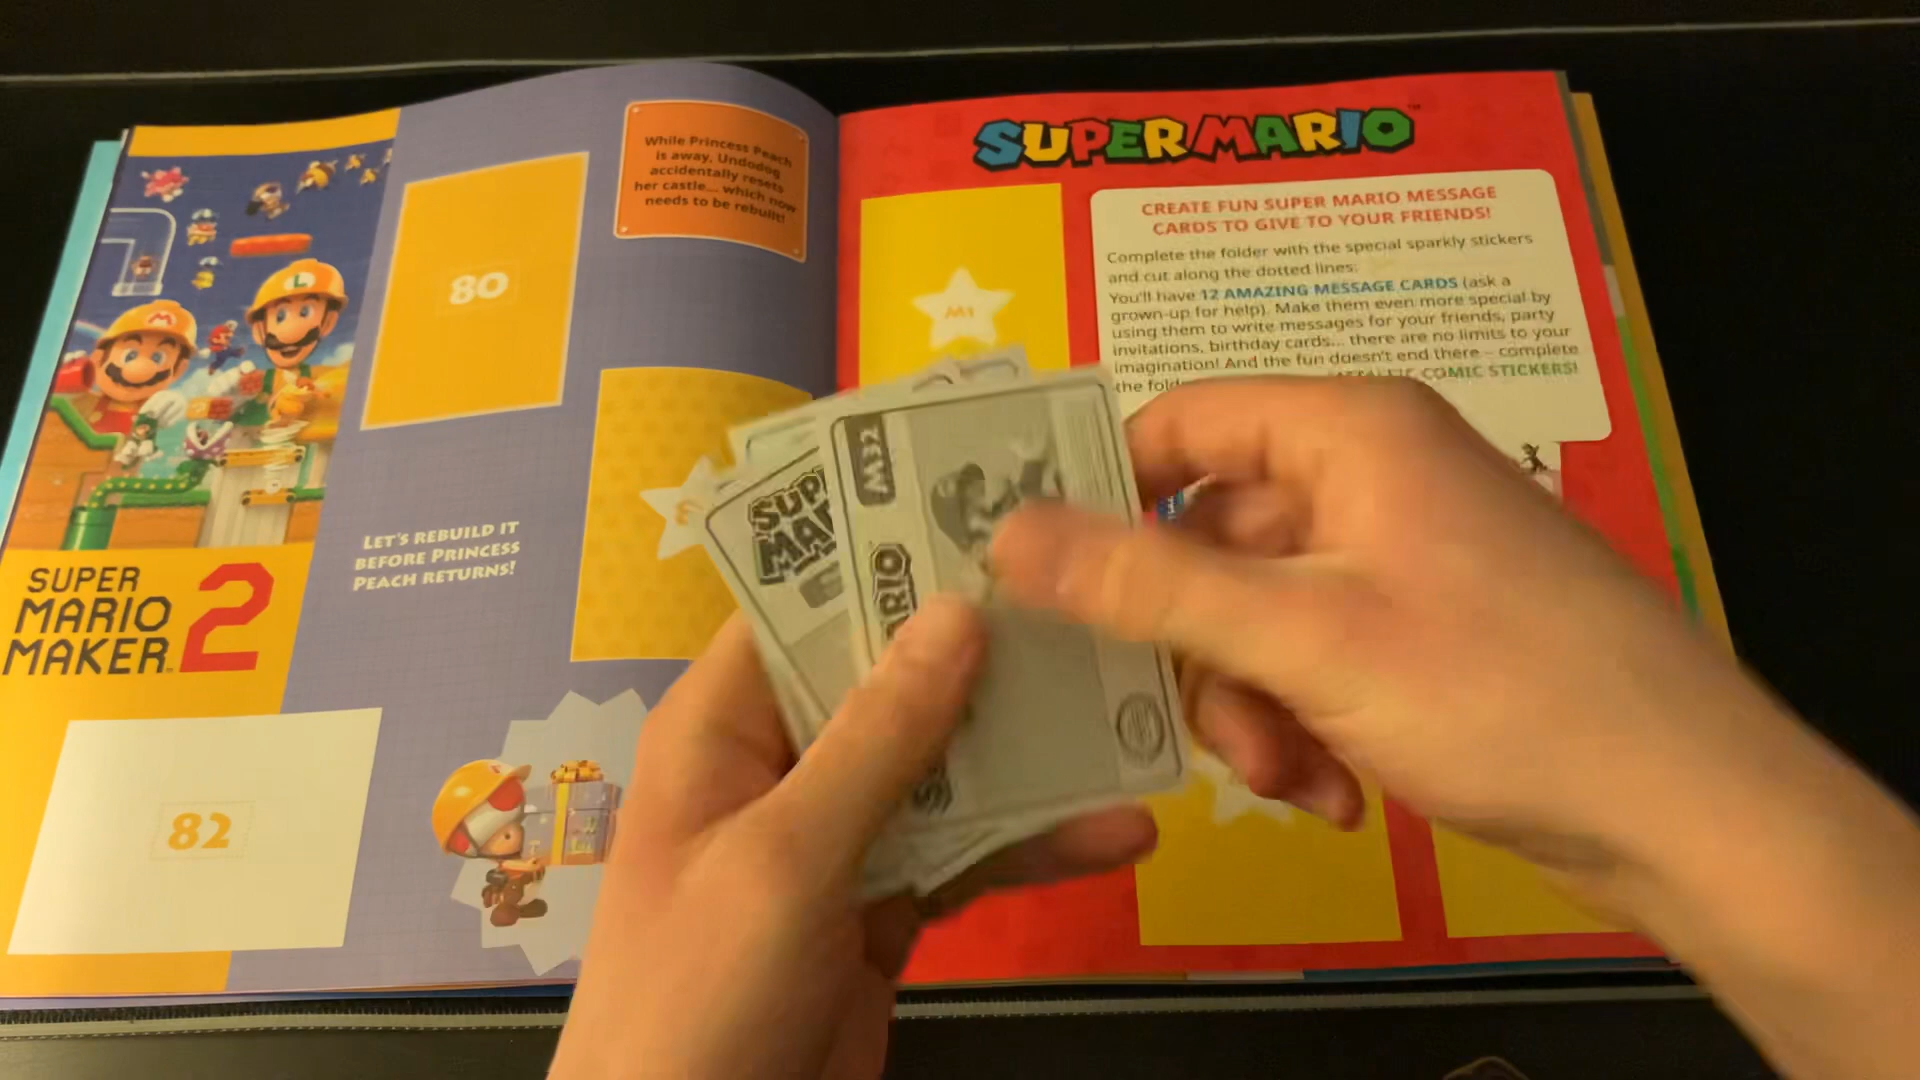 While Princess Peach
is away, Undodog
accidentally resets
her castle... which now
needs to be rebuilt!
80
LET'S REBUILD IT
BEFORE PRINCESS
PEACH RETURNS!
SUPER
MARIO
MAKER 2
82
SUPER MARIO™
CREATE FUN SUPER MARIO MESSAGE
CARDS TO GIVE TO YOUR FRIENDS!
Complete the folder with the special sparkly stickers
and cut along the dotted lines:
You'll have 12 AMAZING MESSAGE CARDS (ask a
grown-up for help). Make them even more special by
using them to write messages for your friends, party
invitations, birthday cards... there are no limits to your
imagination! And the fun doesn't end there – complete
the COMIC STICKERS!
M1
M32